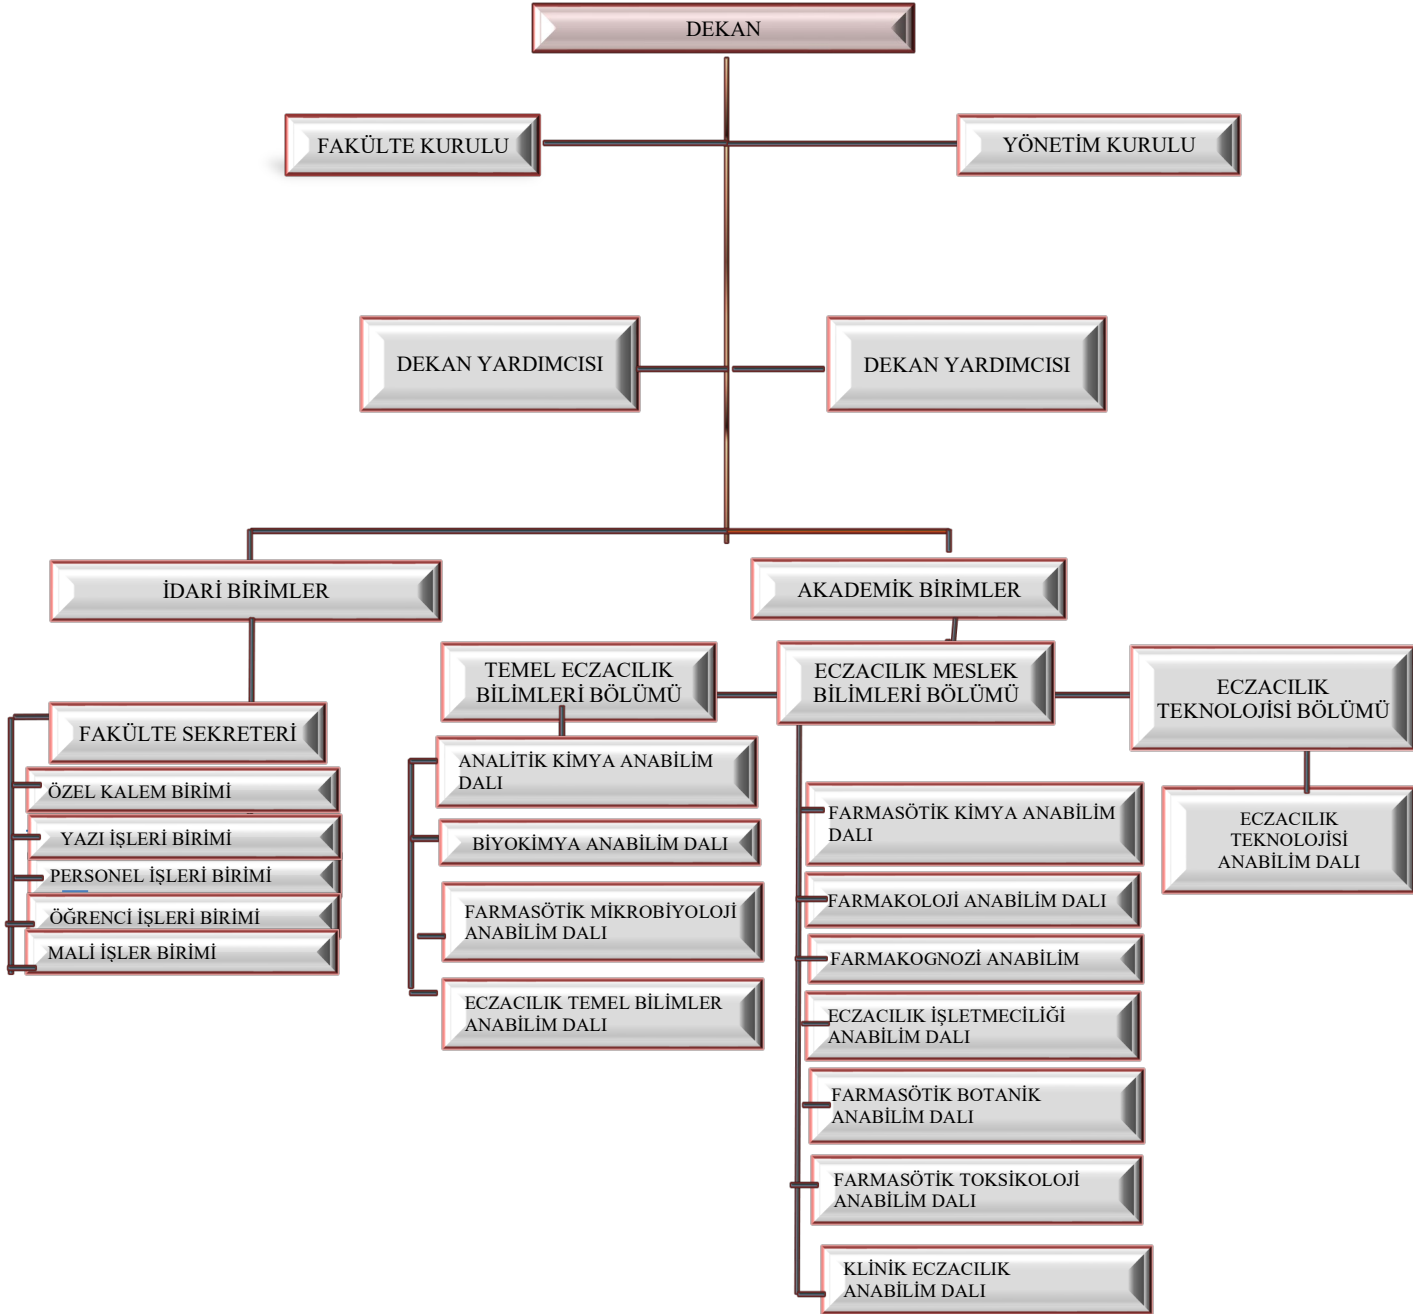 DEKAN
FAKÜLTE KURULU
YÖNETİM KURULU
DEKAN YARDIMCISI
DEKAN YARDIMCISI
İDARİ BİRİMLER
AKADEMİK BİRİMLER
FAKÜLTE SEKRETERİ
ÖZEL KALEM BİRİMİ
YAZI İŞLERİ BİRİMİ
PERSONEL İŞLERİ BİRİMİ
ÖĞRENCİ İŞLERİ BİRİMİ
MALİ İŞLER BİRİMİ
TEMEL ECZACILIK
BİLİMLERİ BÖLÜMÜ
ANALİTİK KİMYA ANABİLİM
DALI
BİYOKİMYA ANABİLİM DALI
FARMASÖTİK MİKROBİYOLOJİ
ANABİLİM DALI
ECZACILIK TEMEL BİLİMLER
ANABİLİM DALI
ECZACILIK MESLEK
BİLİMLERİ BÖLÜMÜ
FARMASÖTİK KİMYA ANABİLİM
DALI
FARMAKOLOJİ ANABİLİM DALI
FARMAKOGNOZİ ANABİLİM
ECZACILIK İŞLETMECİLİĞİ
ANABİLİM DALI
FARMASÖTİK BOTANİK
ANABİLİM DALI
FARMASÖTİK TOKSİKOLOJİ
ANABİLİM DALI
KLİNİK ECZACILIK
ANABİLİM DALI
ECZACILIK
TEKNOLOJİSİ BÖLÜMÜ
ECZACILIK
TEKNOLOJİSİ
ANABİLİM DALI